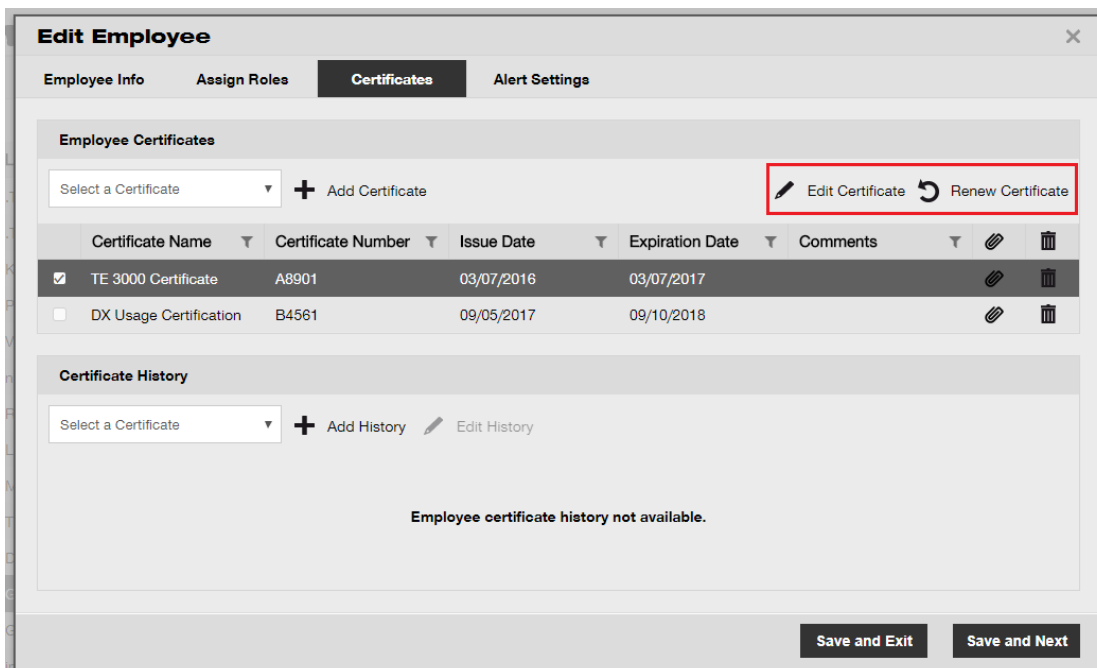 Edit Employee
Employee Info Assign Roles Certificates Alert Settings
Employee Certificates
Select a Certificate Add Certificate Edit Certificate Renew Certificate
Certificate Name Certificate Number Issue Date Expiration Date Comments
TE 3000 Certificate A8901 03/07/2016 03/07/2017
DX Usage Certification B4561 09/05/2017 09/10/2018
Certificate History
Select a Certificate Add History Edit History
Employee certificate history not available.
Save and Exit Save and Next